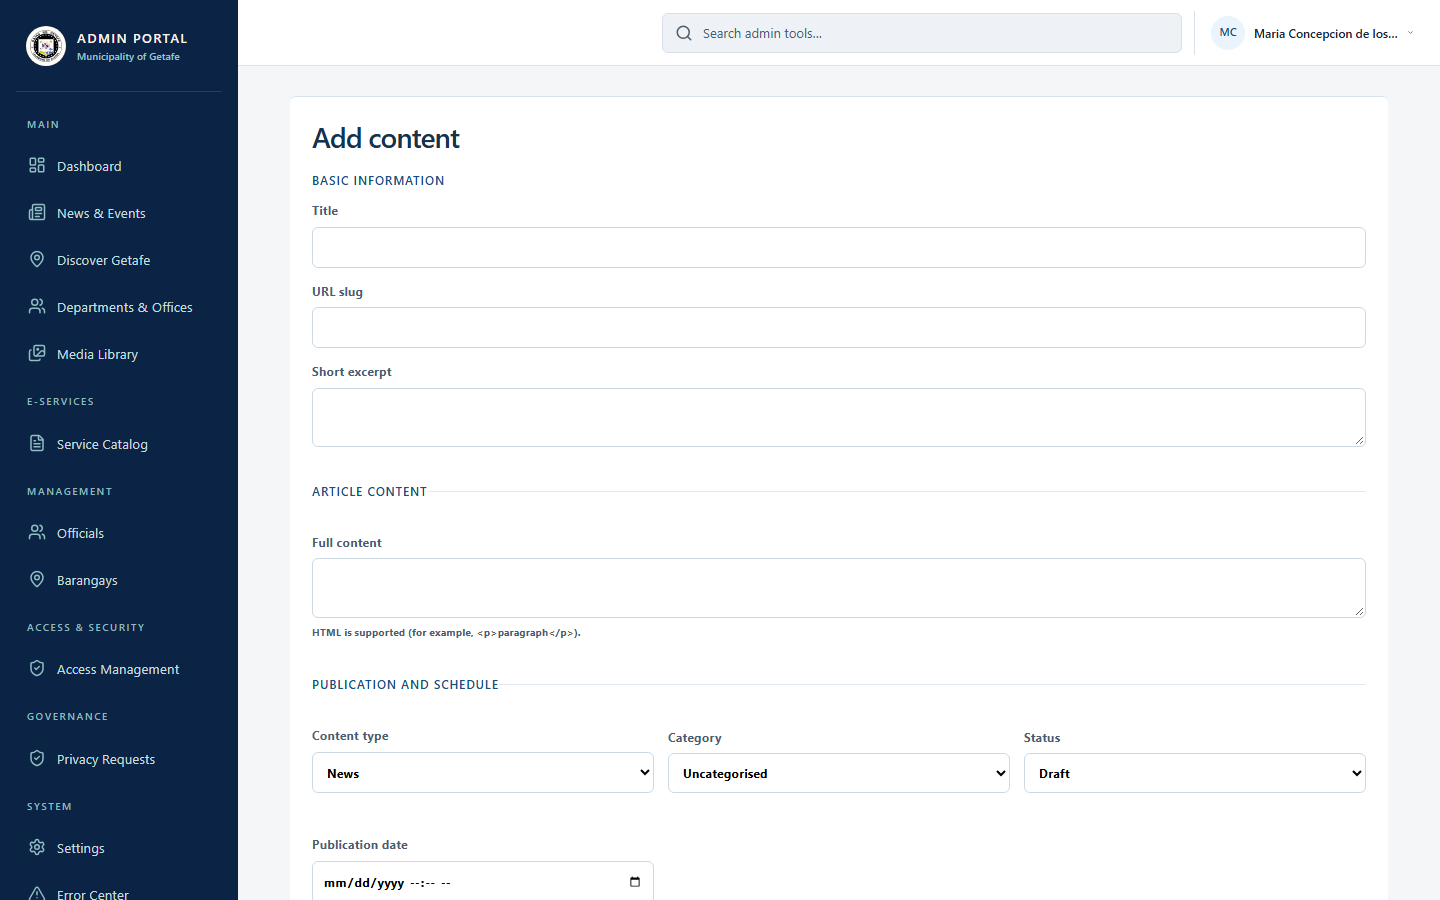 ADMIN PORTAL
Municipality of Getafe
MAIN
Dashboard
News & Events
Discover Getafe
Departments & Offices
Media Library
E-SERVICES
Service Catalog
MANAGEMENT
Officials
Barangays
ACCESS & SECURITY
Access Management
GOVERNANCE
Privacy Requests
SYSTEM
Settings
Error Center
Search admin tools...
MC
Maria Concepcion de los...
Add content
BASIC INFORMATION
Title
URL slug
Short excerpt
ARTICLE CONTENT
Full content
HTML is supported (for example, <p>paragraph</p>).
PUBLICATION AND SCHEDULE
Content type
Category
Status
News
Uncategorised
Draft
Publication date
mm/dd/yyyy --:-- --